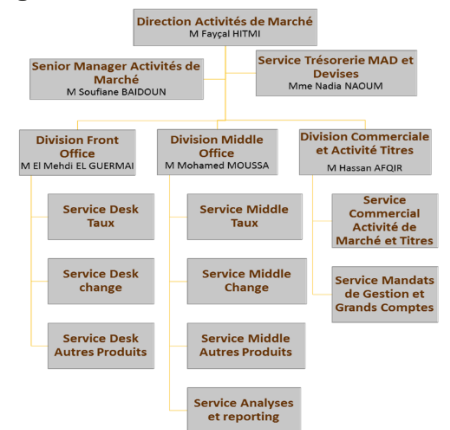 Direction Activités de Marché
M Fayçal HITMI
Senior Manager Activités de
Marché
M Soufiane BAIDOUN
Service Trésorerie MAD et
Devises
Mme Nadia NAOUM
Division Front
Office
M El Mehdi EL GUERMAI
Division Middle
Office
M Mohamed MOUSSA
Division Commerciale
et Activité Titres
M Hassan AFQIR
Service Desk
Taux
Service Middle
Taux
Service
Commercial
Activité de
Marché et Titres
Service Desk
change
Service Middle
Change
Service Mandats
de Gestion et
Grands Comptes
Service Desk
Autres Produits
Service Middle
Autres Produits
Service Analyses
et reporting